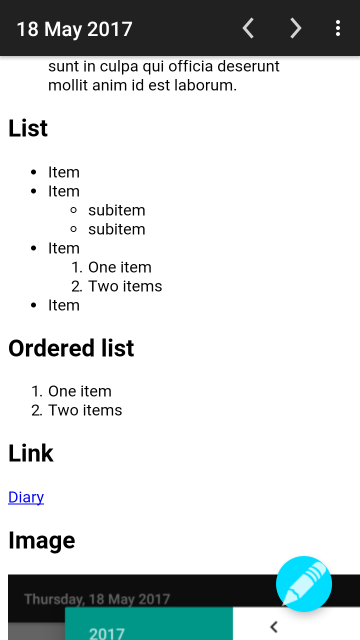 18 May 2017
sunt in culpa qui officia deserunt
mollit anim id est laborum.
List
• Item
• Item
○ subitem
○ subitem
• Item
1. One item
2. Two items
• Item
Ordered list
1. One item
2. Two items
Link
Diary
Image
Thursday, 18 May 2017
2017